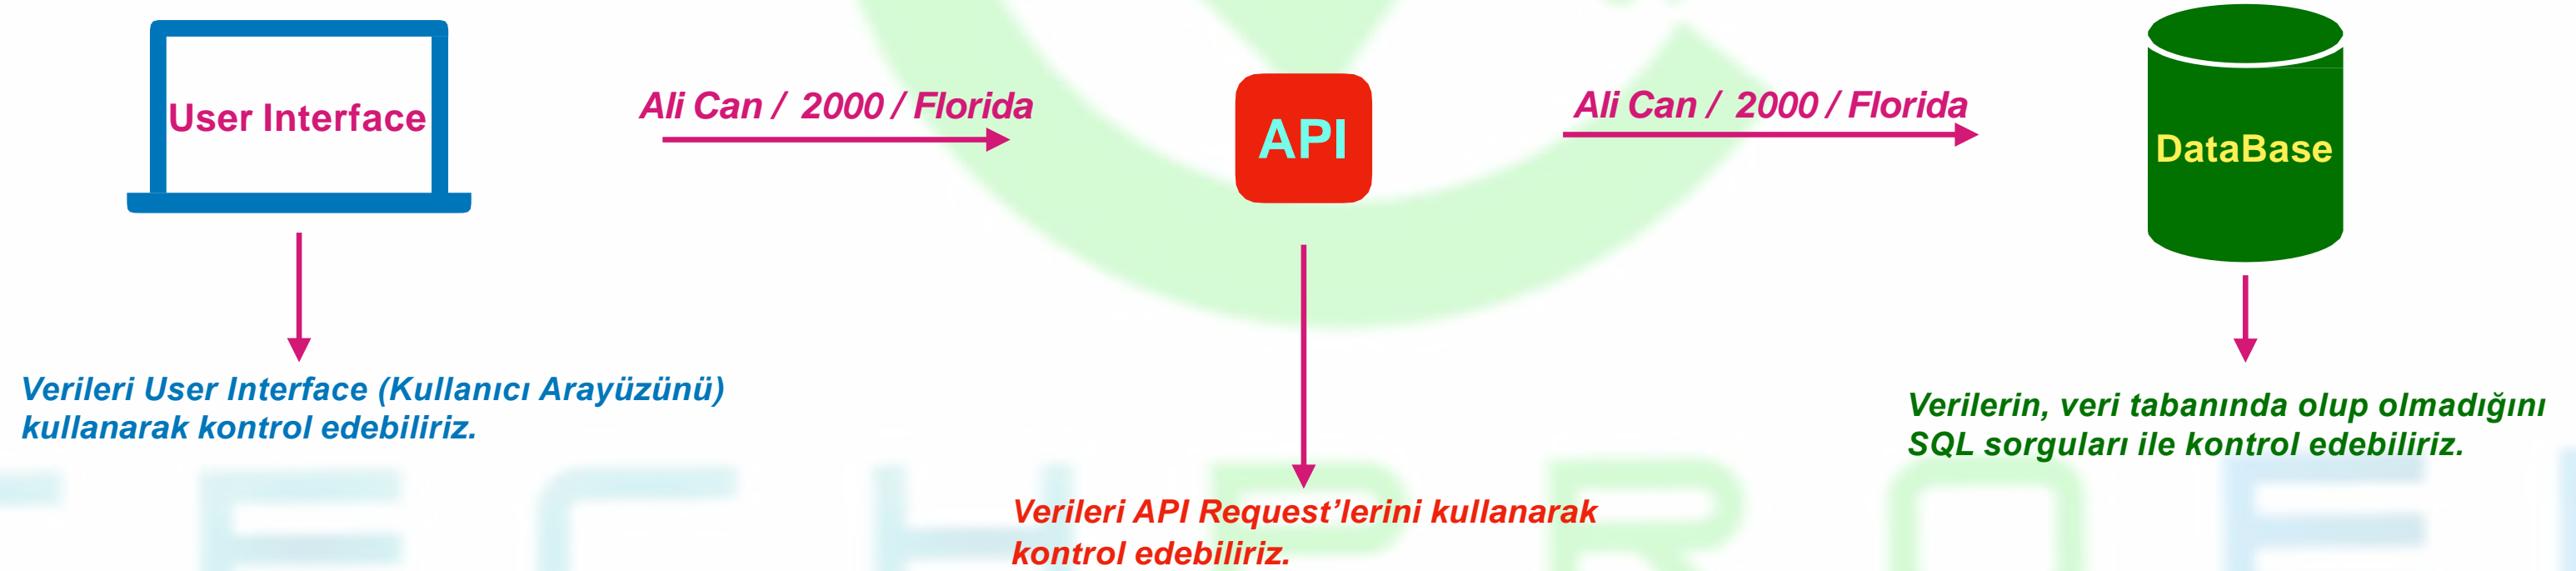 User Interface
Ali Can / 2000 / Florida
API
Ali Can / 2000 / Florida
DataBase
Verileri User Interface (Kullanıcı Arayüzünü)
kullanarak kontrol edebiliriz.
Verileri API Request’lerini kullanarak
kontrol edebiliriz.
Verilerin, veri tabanında olup olmadığını
SQL sorguları ile kontrol edebiliriz.
TECHPROE